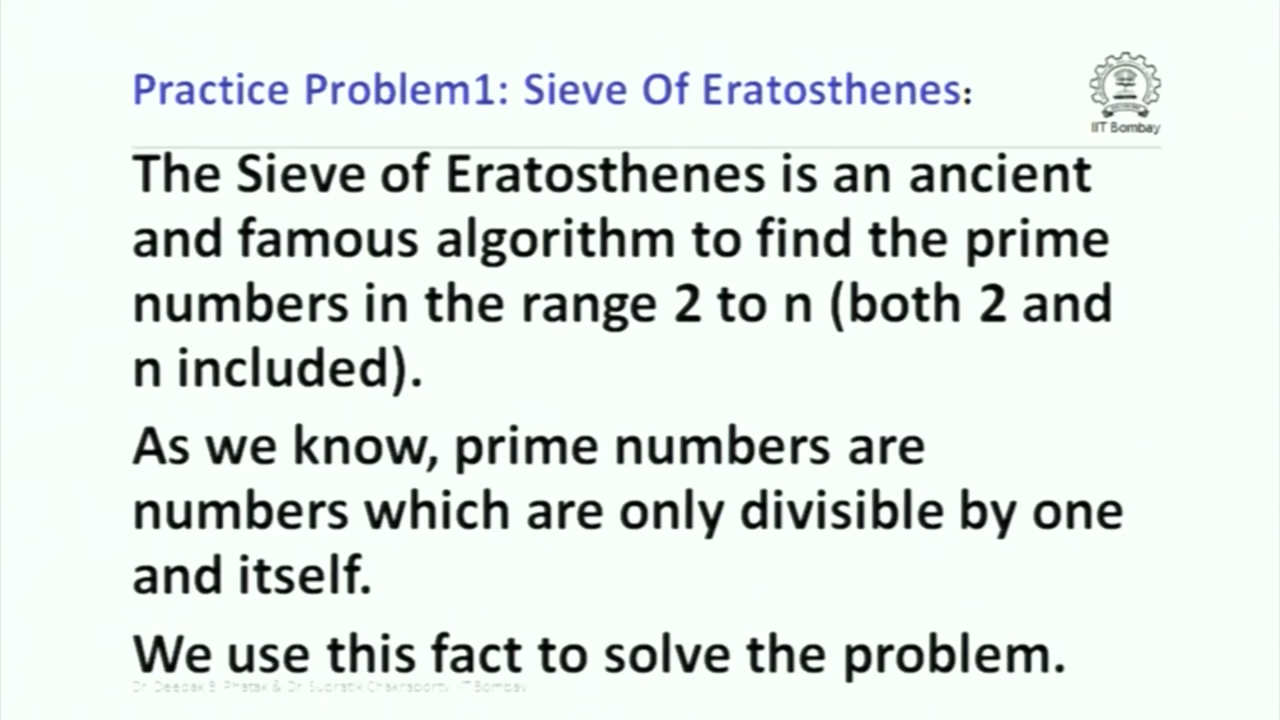 Practice Problem1: Sieve Of Eratosthenes:
IIT Bombay
The Sieve of Eratosthenes is an ancient
and famous algorithm to find the prime
numbers in the range 2 to n (both 2 and
n included).
As we know, prime numbers are
numbers which are only divisible by one
and itself.
We use this fact to solve the problem.
Dr. Deepak B Phatak & Dr. Supratik Chakraborty, IIT Bombay